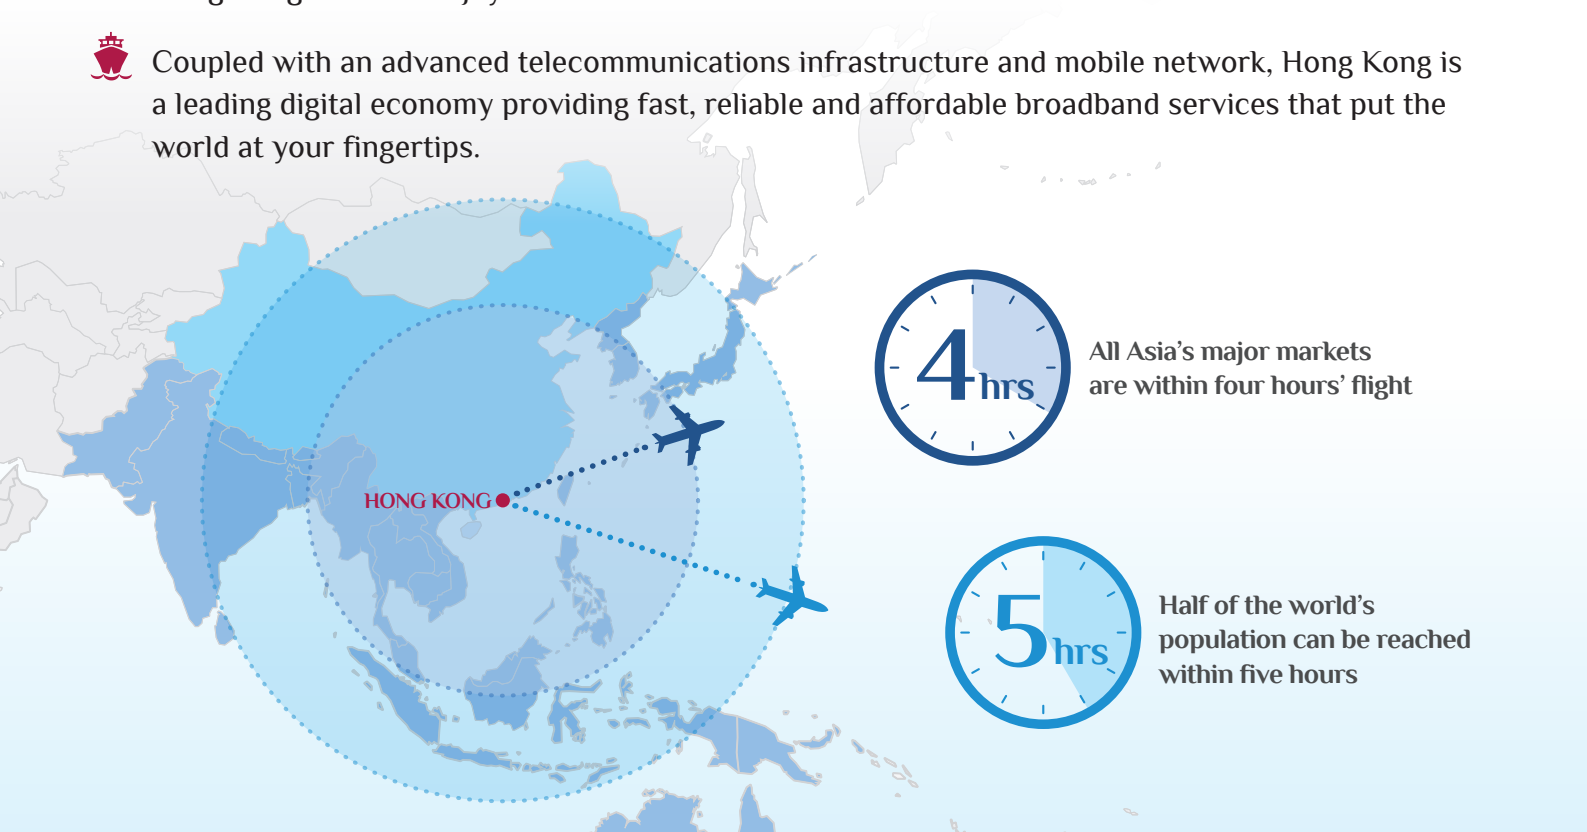 Coupled with an advanced telecommunications infrastructure and mobile network, Hong Kong is
a leading digital economy providing fast, reliable and affordable broadband services that put the
world at your fingertips.
4hrs
All Asia’s major markets
are within four hours’ flight
HONG KONG
5hrs
Half of the world’s
population can be reached
within five hours